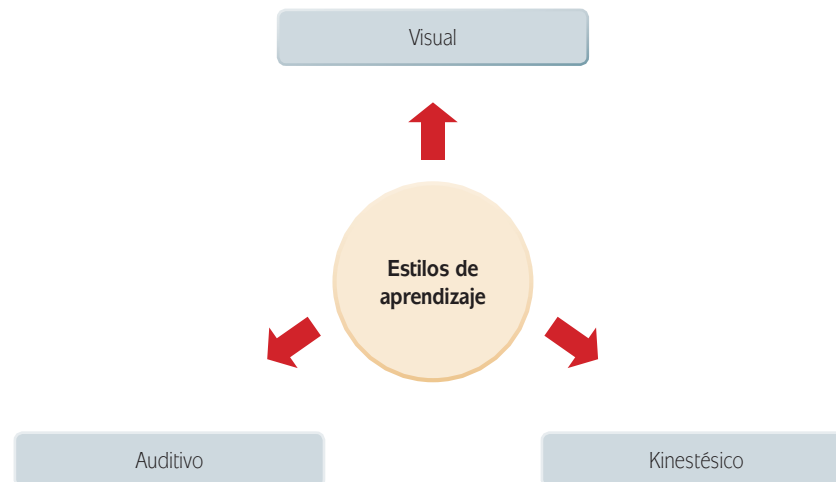 Visual
Estilos de
aprendizaje
Auditivo
Kinestésico